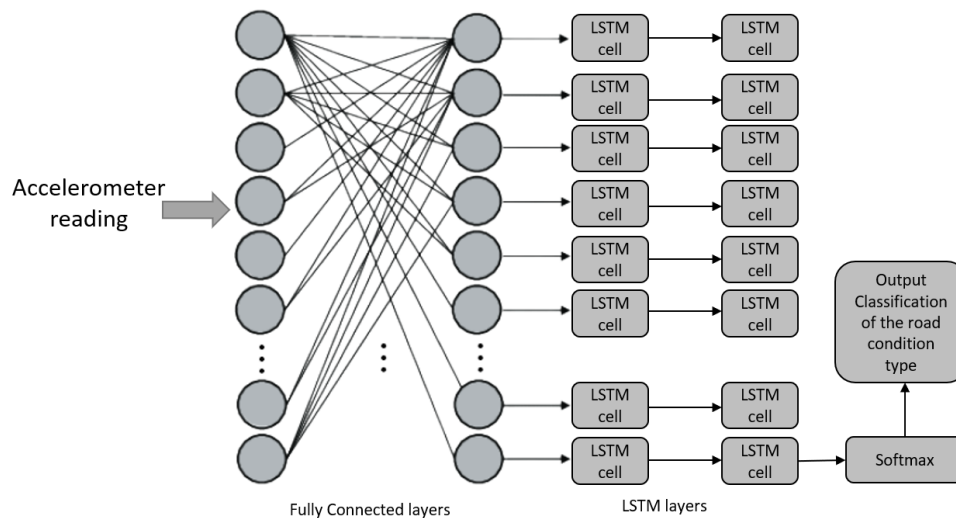 Accelerometer
reading
LSTM
cell
LSTM
cell
LSTM
cell
LSTM
cell
LSTM
cell
LSTM
cell
LSTM
cell
LSTM
cell
LSTM
cell
LSTM
cell
LSTM
cell
LSTM
cell
LSTM
cell
LSTM
cell
LSTM
cell
LSTM
cell
Output
Classification
of the road
condition
type
Softmax
Fully Connected layers
LSTM layers